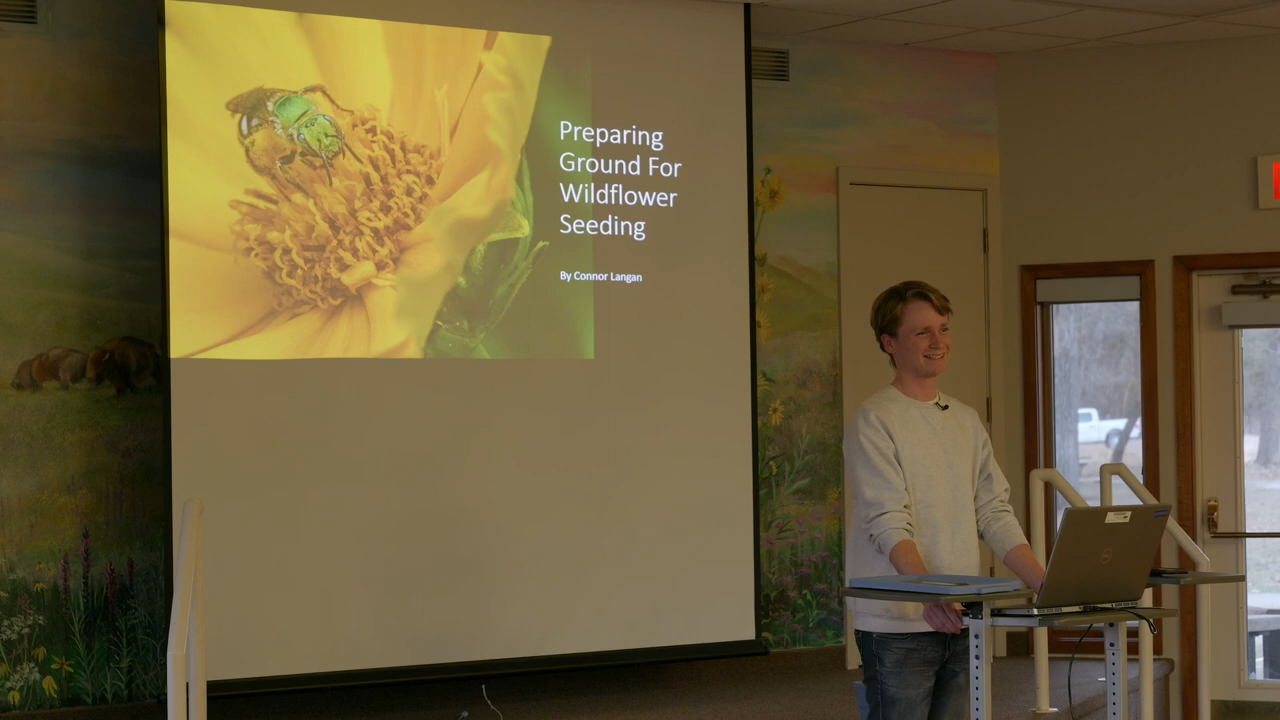 Preparing
Ground For
Wildflower
Seeding
By Connor Langan